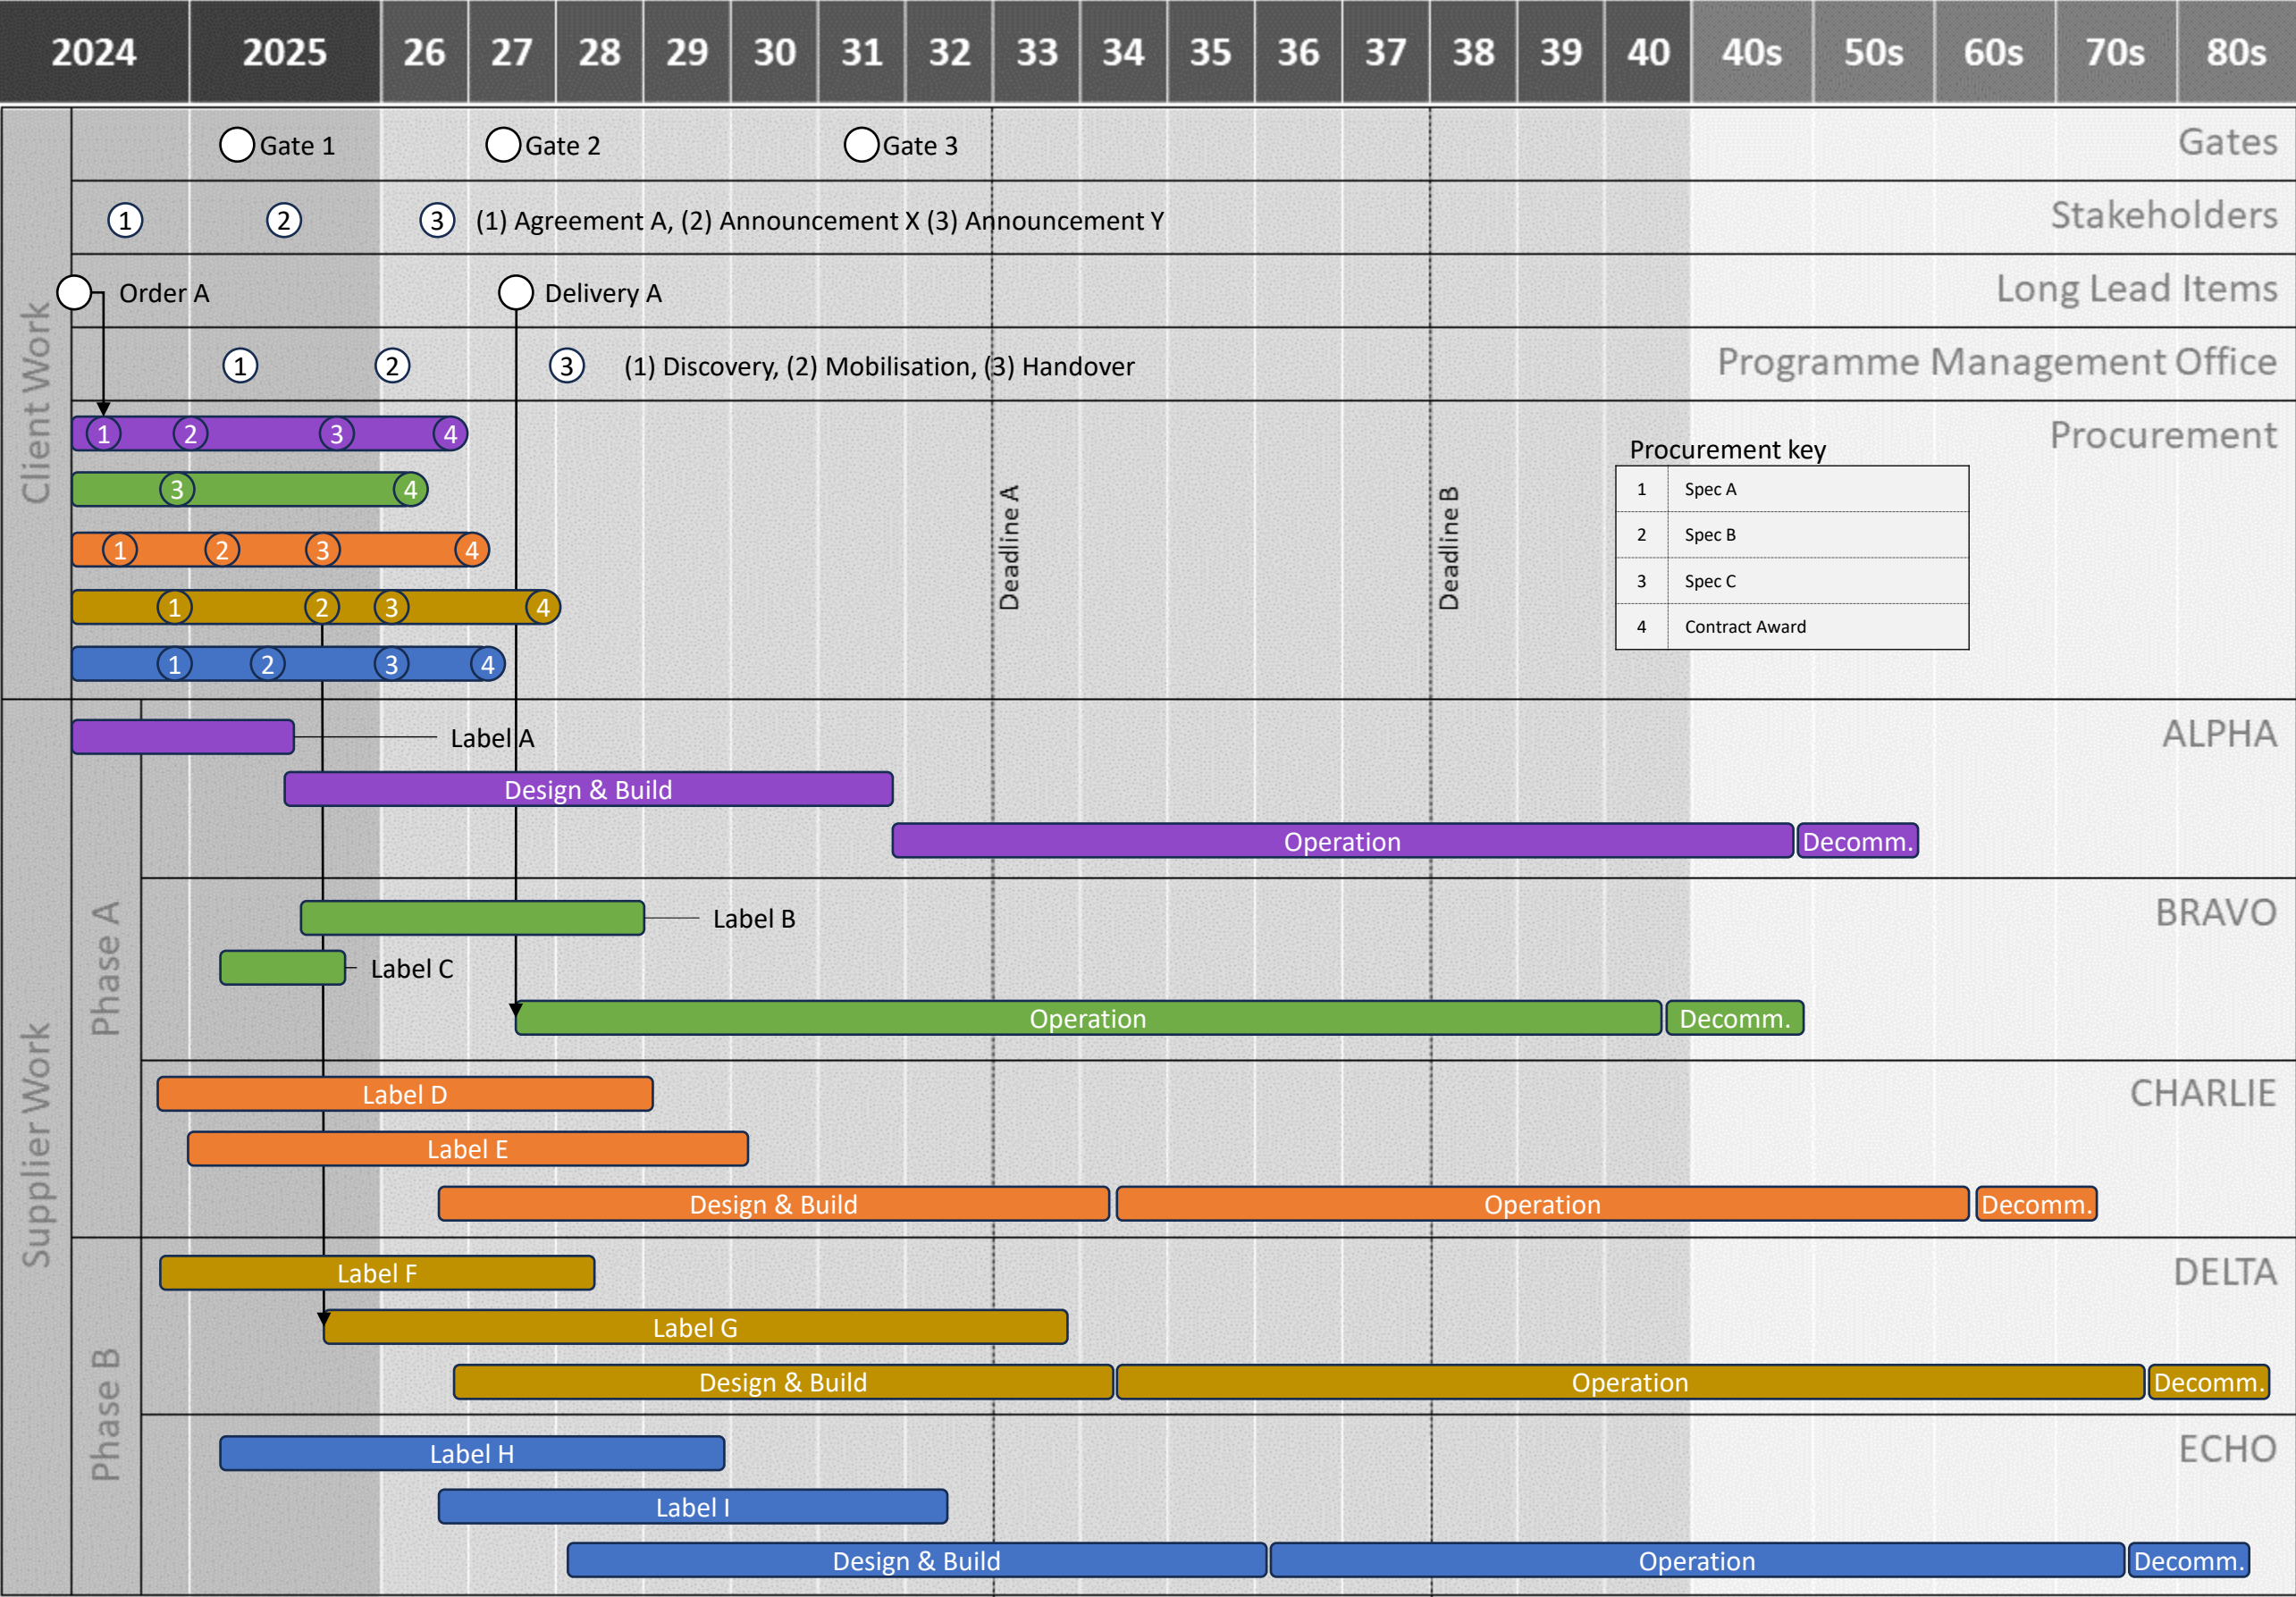 2024 2025 26 27 28 29 30 31 32 33 34 35 36 37 38 39 40 40s 50s 60s 70s 80s
Client Work
Gate 1 Gate 2 Gate 3 Gates
1 2 3 (1) Agreement A, (2) Announcement X (3) Announcement Y Stakeholders
Order A Delivery A Long Lead Items
1 2 3 (1) Discovery, (2) Mobilisation, (3) Handover Programme Management Office
1 2 3 4 Procurement
3 4
1 2 3 4
1 2 3 4
1 2 3 4
Deadline A
Deadline B
Procurement key
1 Spec A
2 Spec B
3 Spec C
4 Contract Award
Supplier Work
Phase A
Label A ALPHA
Design & Build
Operation Decomm.
Label B BRAVO
Label C
Operation Decomm.
Label D CHARLIE
Label E
Design & Build Operation Decomm.
Phase B
Label F DELTA
Label G
Design & Build Operation Decomm.
Label H ECHO
Label I
Design & Build Operation Decomm.